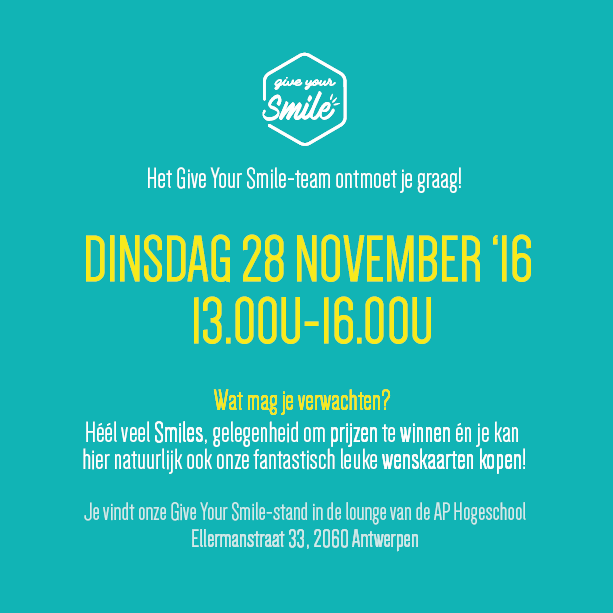 give your
Smile
Het Give Your Smile-team ontmoet je graag!
DINSDAG 28 NOVEMBER ‘16
13.00U-16.00U
Wat mag je verwachten?
Héél veel Smiles, gelegenheid om prijzen te winnen én je kan
hier natuurlijk ook onze fantastisch leuke wenskaarten kopen!
Je vindt onze Give Your Smile-stand in de lounge van de AP Hogeschool
Ellermanstraat 33, 2060 Antwerpen